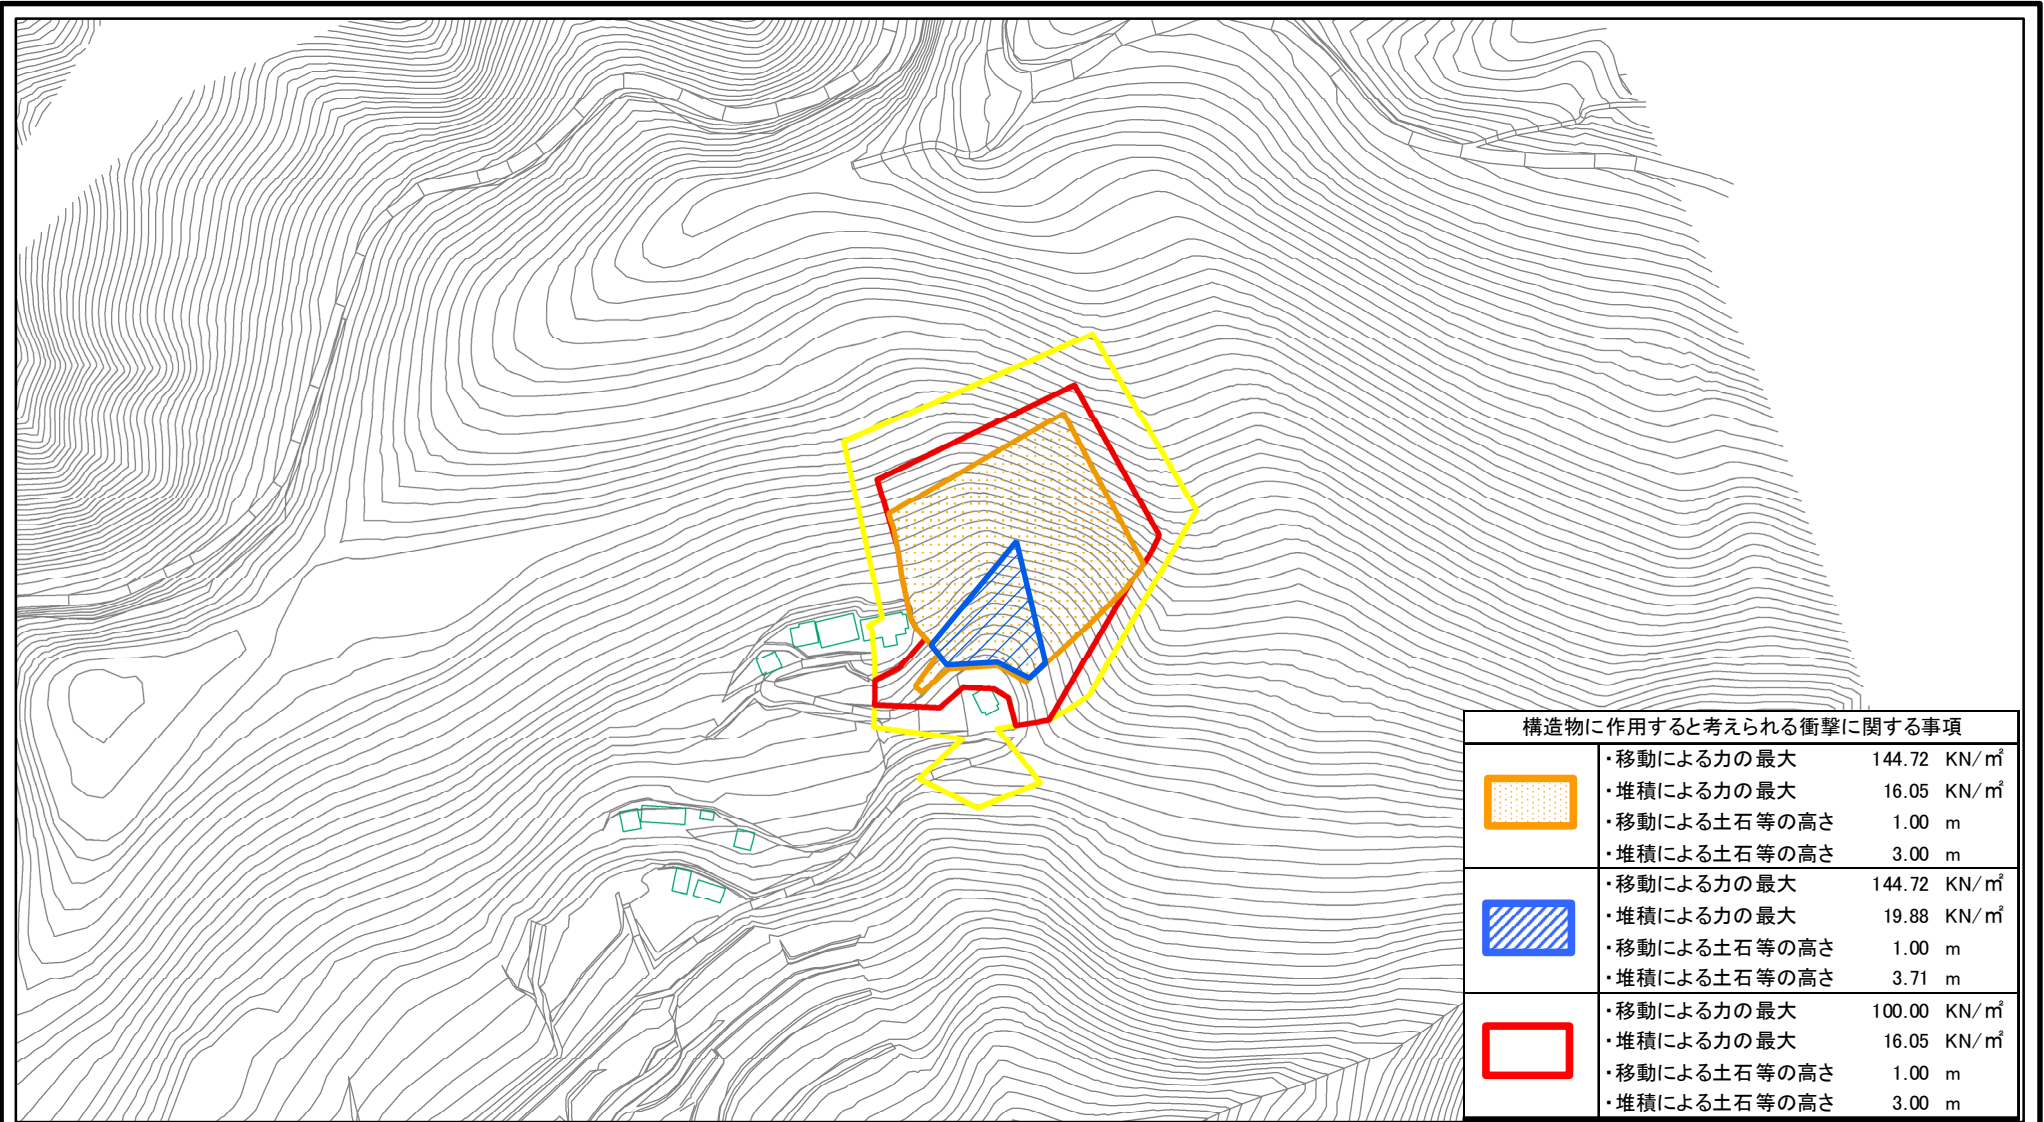 構造物に作用すると考えられる衝撃に関する事項
・移動による力の最大 144.72 KN/㎡
・堆積による力の最大 16.05 KN/㎡
・移動による土石等の高さ 1.00 m
・堆積による土石等の高さ 3.00 m
・移動による力の最大 144.72 KN/㎡
・堆積による力の最大 19.88 KN/㎡
・移動による土石等の高さ 1.00 m
・堆積による土石等の高さ 3.71 m
・移動による力の最大 100.00 KN/㎡
・堆積による力の最大 16.05 KN/㎡
・移動による土石等の高さ 1.00 m
・堆積による土石等の高さ 3.00 m